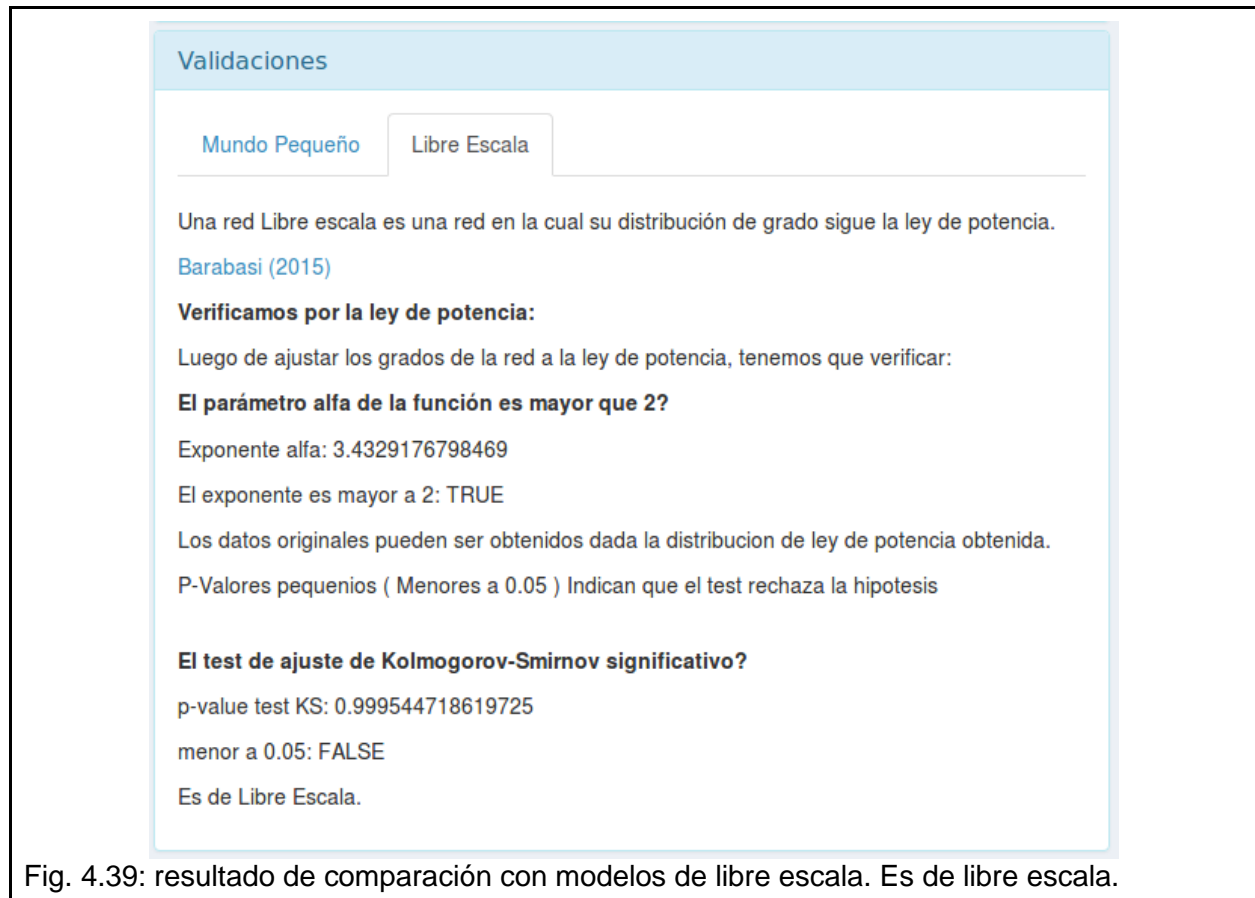 Validaciones
Mundo Pequeño
Libre Escala
Una red Libre escala es una red en la cual su distribución de grado sigue la ley de potencia.
Barabasi (2015)
Verificamos por la ley de potencia:
Luego de ajustar los grados de la red a la ley de potencia, tenemos que verificar:
El parámetro alfa de la función es mayor que 2?
Exponente alfa: 3.4329176798469
El exponente es mayor a 2: TRUE
Los datos originales pueden ser obtenidos dada la distribucion de ley de potencia obtenida.
P-Valores pequenios ( Menores a 0.05 ) Indican que el test rechaza la hipotesis
El test de ajuste de Kolmogorov-Smirnov significativo?
p-value test KS: 0.999544718619725
menor a 0.05: FALSE
Es de Libre Escala.
Fig. 4.39: resultado de comparación con modelos de libre escala. Es de libre escala.